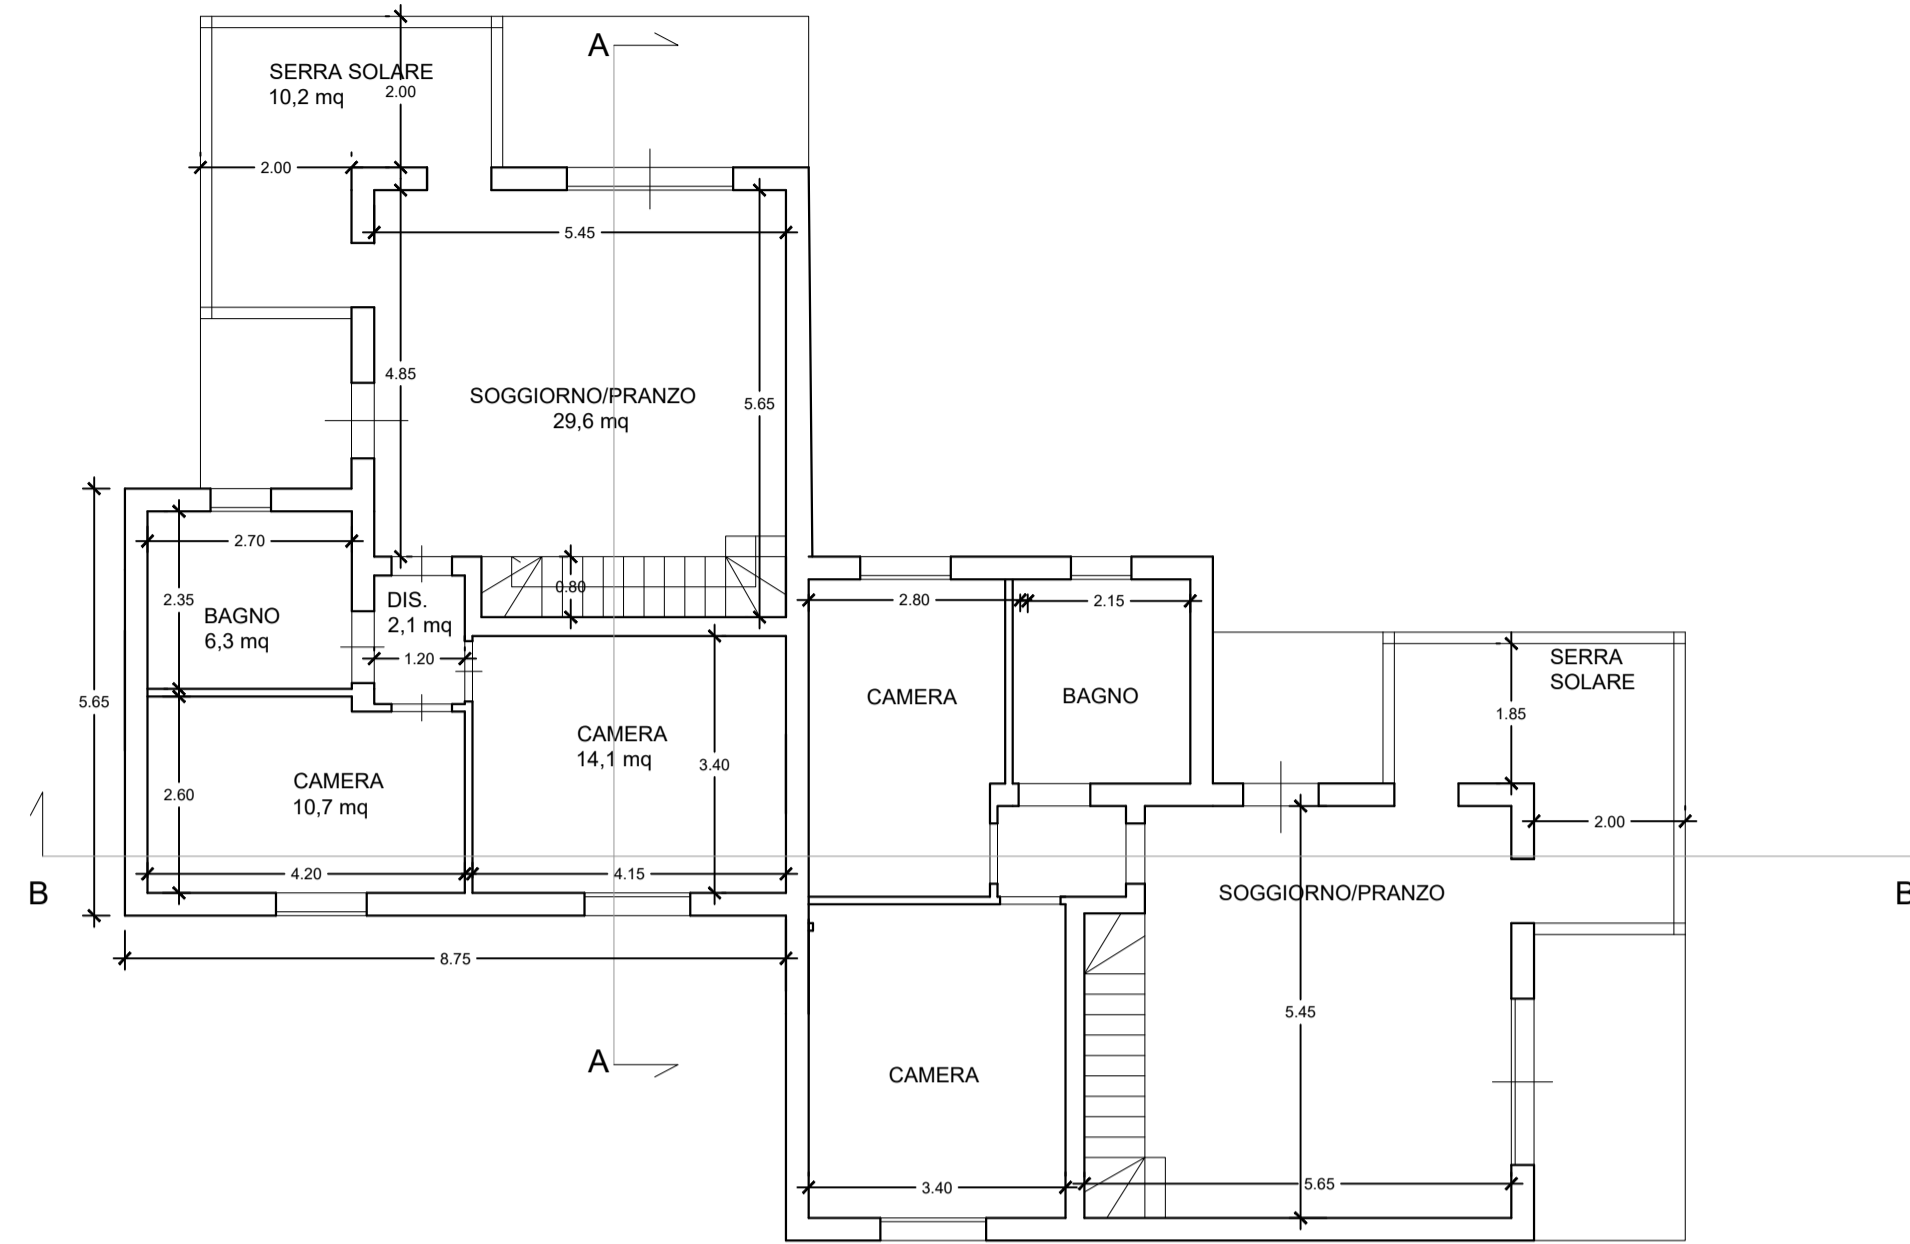 A
SERRA SOLARE
10,2 mq
2.00
2.00
5.45
4.85
SOGGIORNO/PRANZO
29,6 mq
5.65
2.70
0.80
2.35
DIS.
2,1 mq
BAGNO
6,3 mq
1.20
2.80
2.15
SERRA
SOLARE
CAMERA
BAGNO
5.65
1.85
CAMERA
14,1 mq
3.40
CAMERA
10,7 mq
2.60
2.00
4.20
4.15
B
SOGGIORNO/PRANZO
B
8.75
5.45
A
CAMERA
3.40
5.65